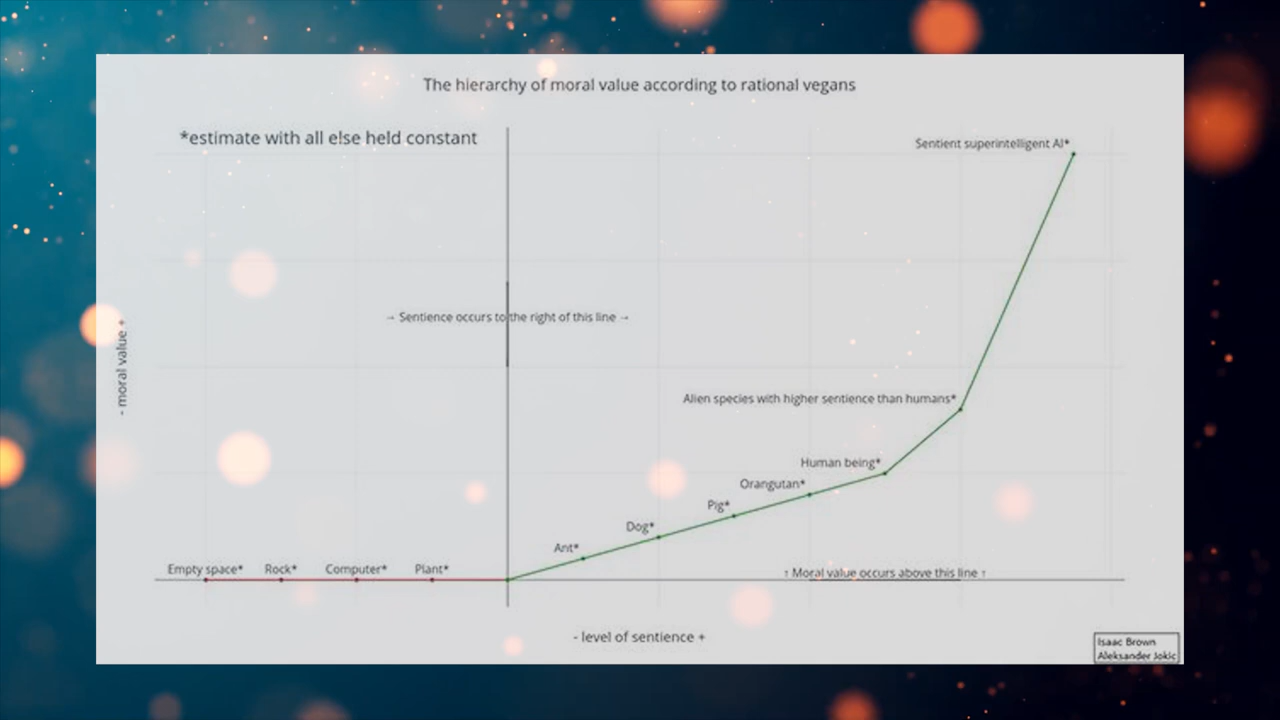 The hierarchy of moral value according to rational vegans
*estimate with all else held constant
Sentient superintelligent AI*
→ Sentience occurs to the right of this line →
- moral value +
Alien species with higher sentience than humans*
Human being*
Orangutan*
Pig*
Dog*
Ant*
Empty space* Rock* Computer* Plant*
↑ Moral value occurs above this line ↑
- level of sentience +
Isaac Brown
Aleksander Jokic